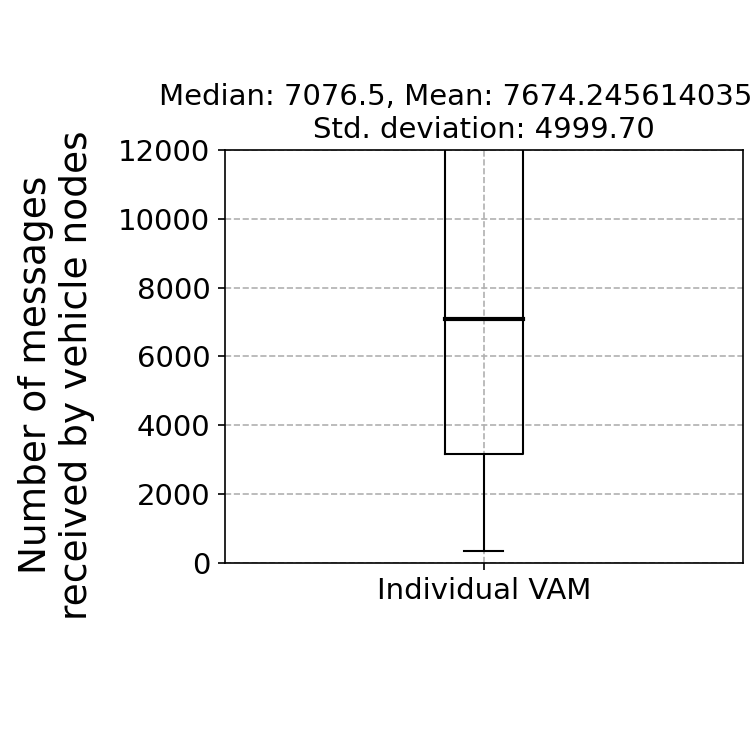 Median: 7076.5, Mean: 7674.245614035
Std. deviation: 4999.70
Number of messages
received by vehicle nodes
12000
10000
8000
6000
4000
2000
0
Individual VAM